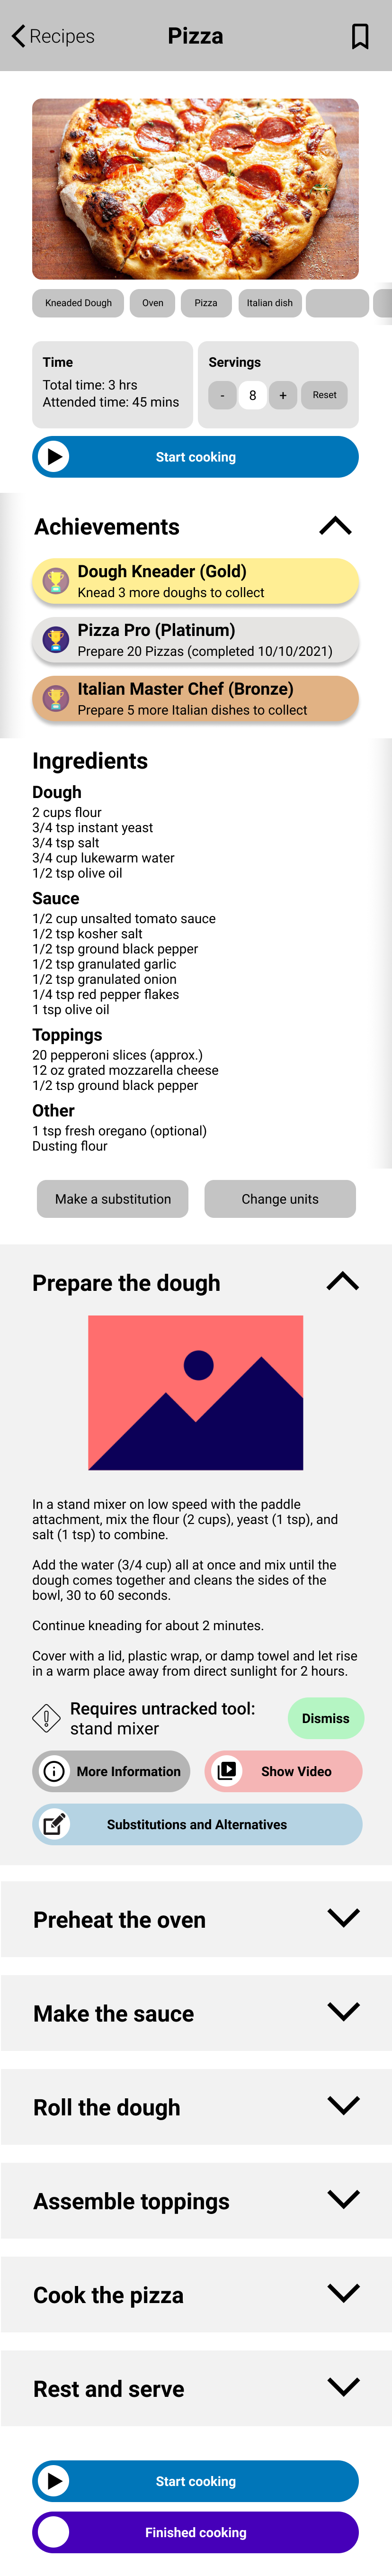 Recipes
Pizza
Kneaded Dough
Oven
Pizza
Italian dish
Time
Total time: 3 hrs
Attended time: 45 mins
Servings
-
8
+
Reset
Start cooking
Achievements
Dough Kneader (Gold)
Knead 3 more doughs to collect
Pizza Pro (Platinum)
Prepare 20 Pizzas (completed 10/10/2021)
Italian Master Chef (Bronze)
Prepare 5 more Italian dishes to collect
Ingredients
Dough
2 cups flour
3/4 tsp instant yeast
3/4 tsp salt
3/4 cup lukewarm water
1/2 tsp olive oil
Sauce
1/2 cup unsalted tomato sauce
1/2 tsp kosher salt
1/2 tsp ground black pepper
1/2 tsp granulated garlic
1/2 tsp granulated onion
1/4 tsp red pepper flakes
1 tsp olive oil
Toppings
20 pepperoni slices (approx.)
12 oz grated mozzarella cheese
1/2 tsp ground black pepper
Other
1 tsp fresh oregano (optional)
Dusting flour
Make a substitution
Change units
Prepare the dough
In a stand mixer on low speed with the paddle
attachment, mix the flour (2 cups), yeast (1 tsp), and
salt (1 tsp) to combine.
Add the water (3/4 cup) all at once and mix until the
dough comes together and cleans the sides of the
bowl, 30 to 60 seconds.
Continue kneading for about 2 minutes.
Cover with a lid, plastic wrap, or damp towel and let rise
in a warm place away from direct sunlight for 2 hours.
Requires untracked tool:
stand mixer
Dismiss
More Information
Show Video
Substitutions and Alternatives
Preheat the oven
Make the sauce
Roll the dough
Assemble toppings
Cook the pizza
Rest and serve
Start cooking
Finished cooking